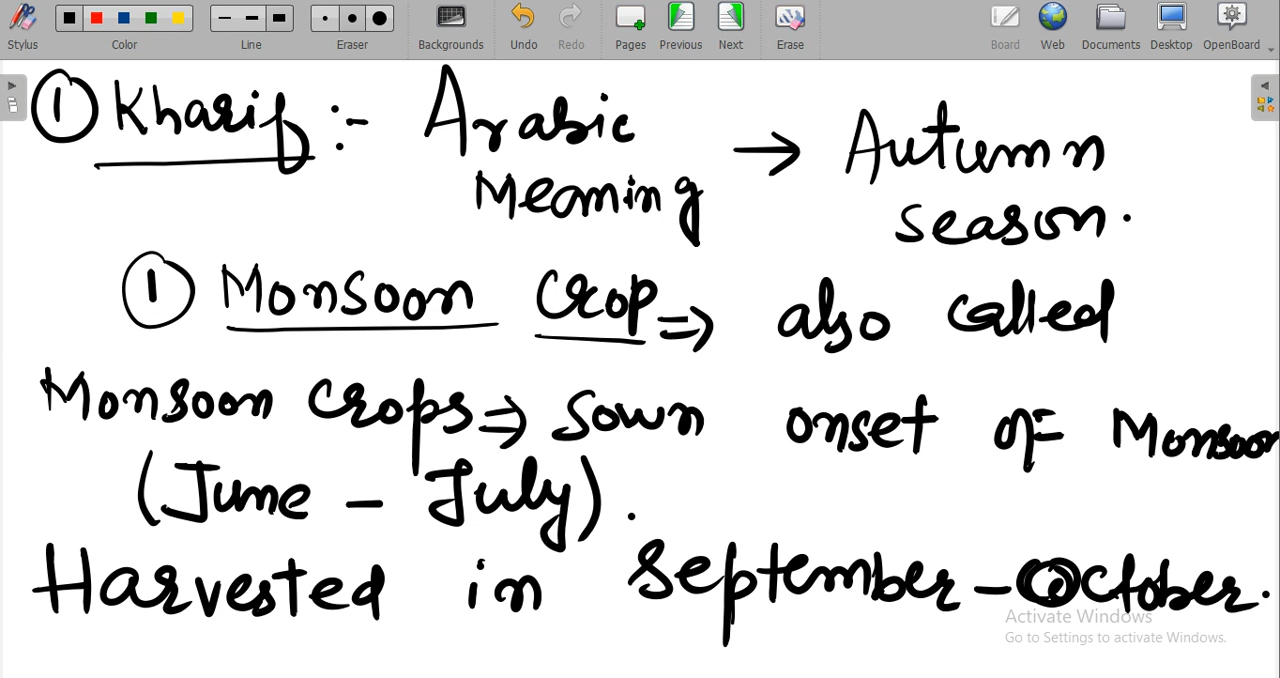 Stylus Color Line Eraser Backgrounds Undo Redo Pages Previous Next Erase Board Web Documents Desktop OpenBoard
① Kharif :- Arabic Meaning → Autumn season.
① Monsoon Crop ⇒ also called
Monsoon Crops ⇒ Sown onset of Monsoon
(June - July).
Harvested in September - October.
Activate Windows
Go to Settings to activate Windows.